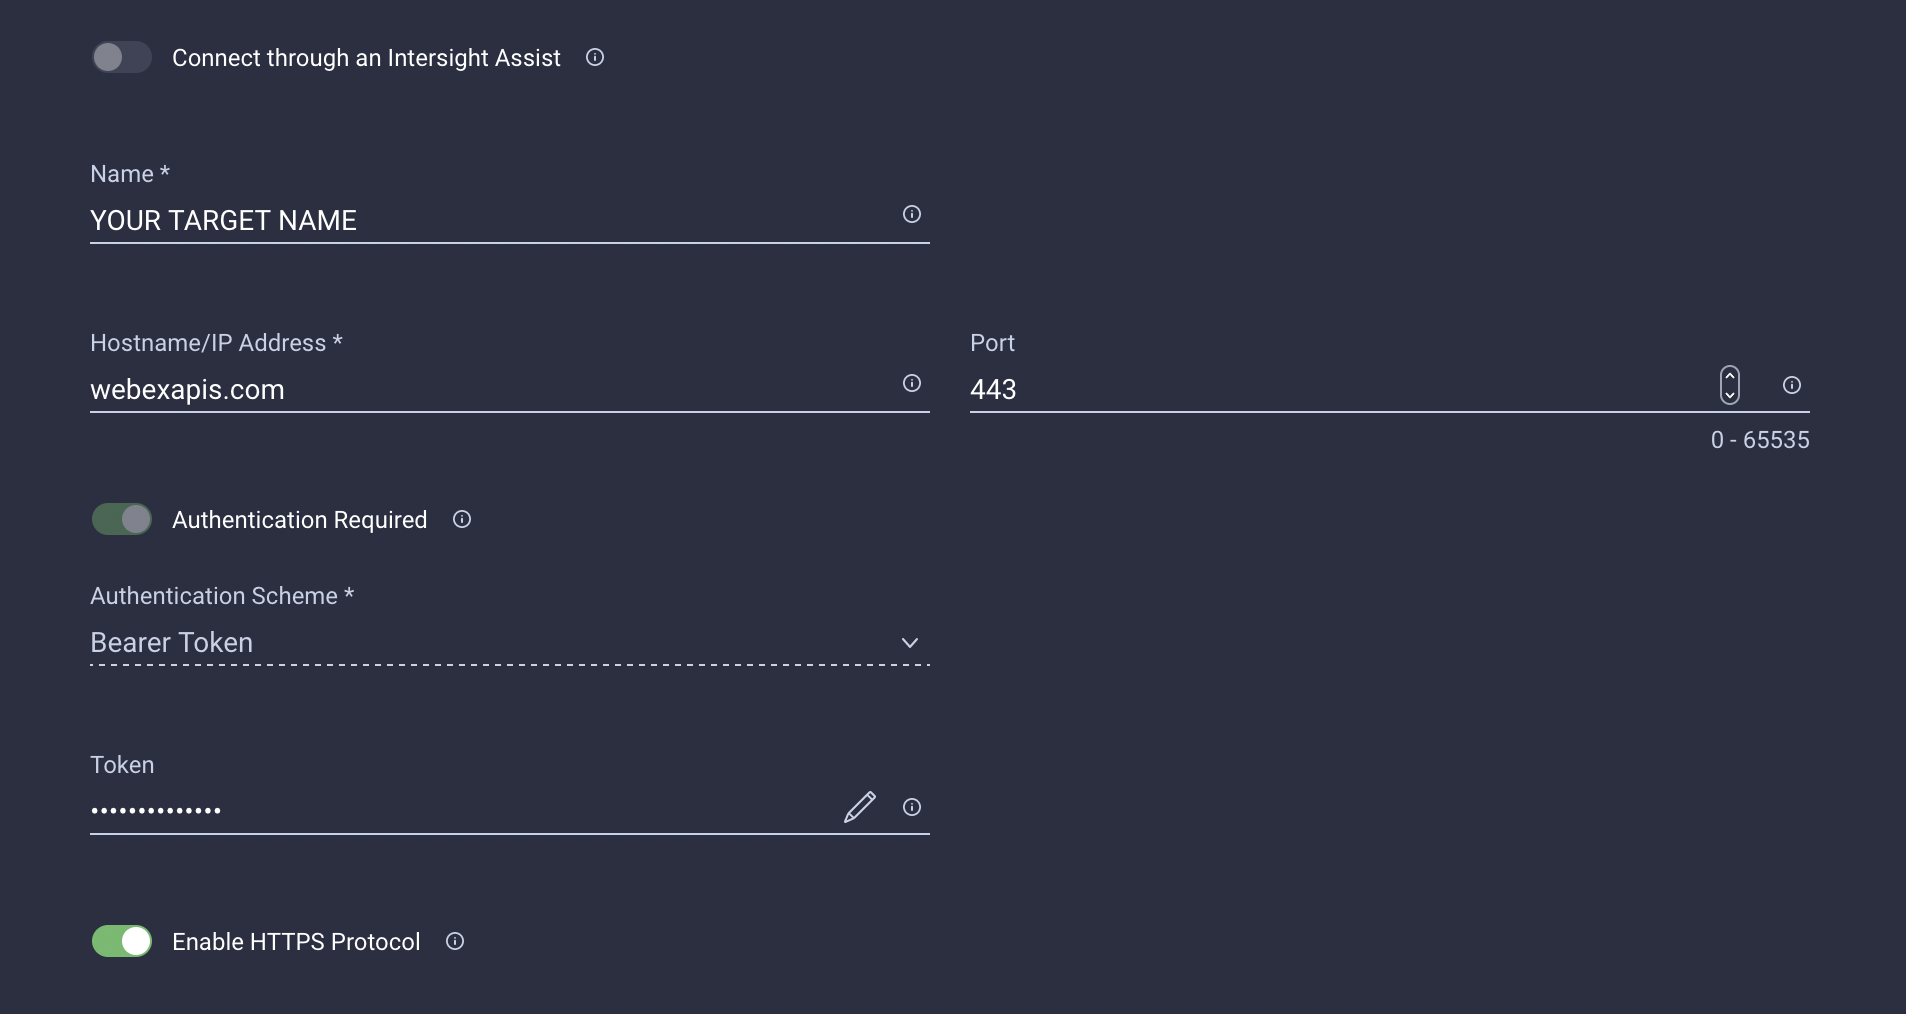 Connect through an Intersight Assist
Name *
YOUR TARGET NAME
Hostname/IP Address *
webexapis.com
Port
443
0 - 65535
Authentication Required
Authentication Scheme *
Bearer Token
Token
••••••••••••••
Enable HTTPS Protocol